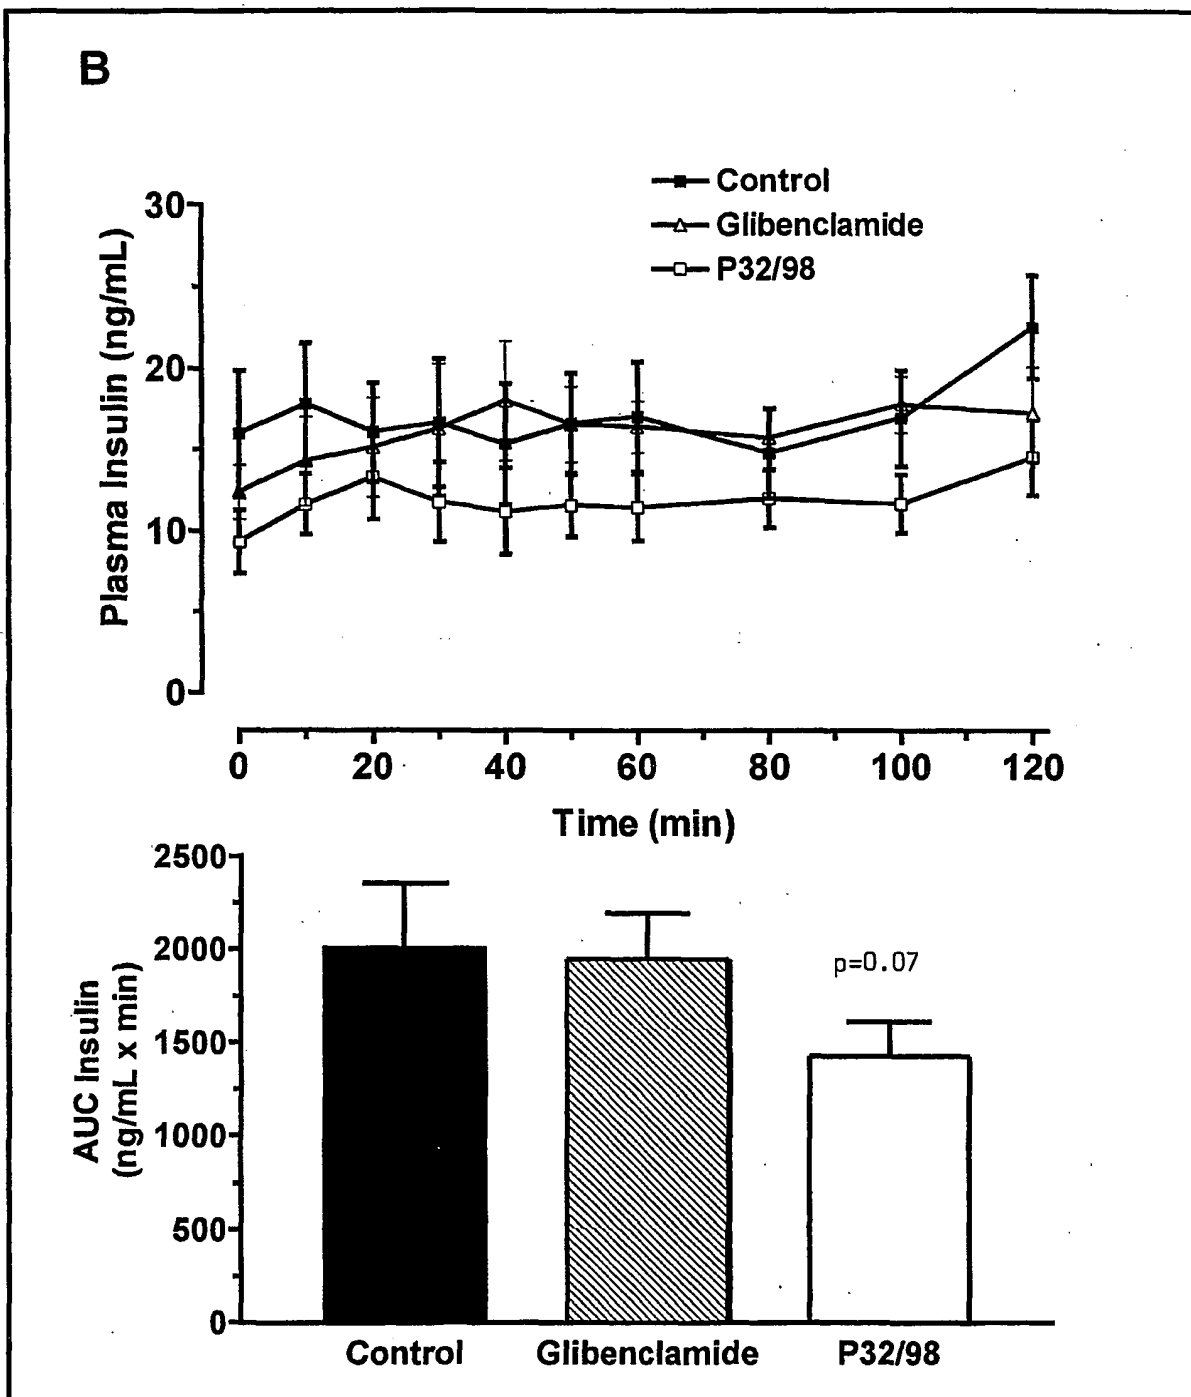 B
Control
Glibenclamide
P32/98
Plasma Insulin (ng/mL)
30
20
10
0
0 20 40 60 80 100 120
Time (min)
AUC Insulin
(ng/mL x min)
2500
2000
1500
1000
500
0
p=0.07
Control Glibenclamide P32/98